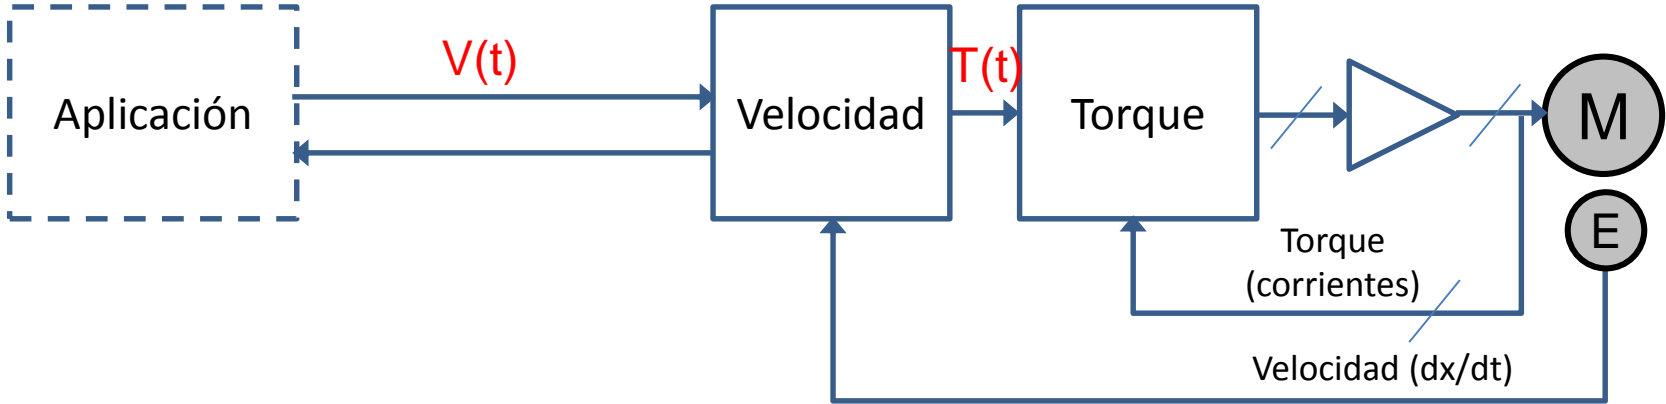 Aplicación
V(t)
Velocidad
T(t)
Torque
M
E
Torque
(corrientes)
Velocidad (dx/dt)